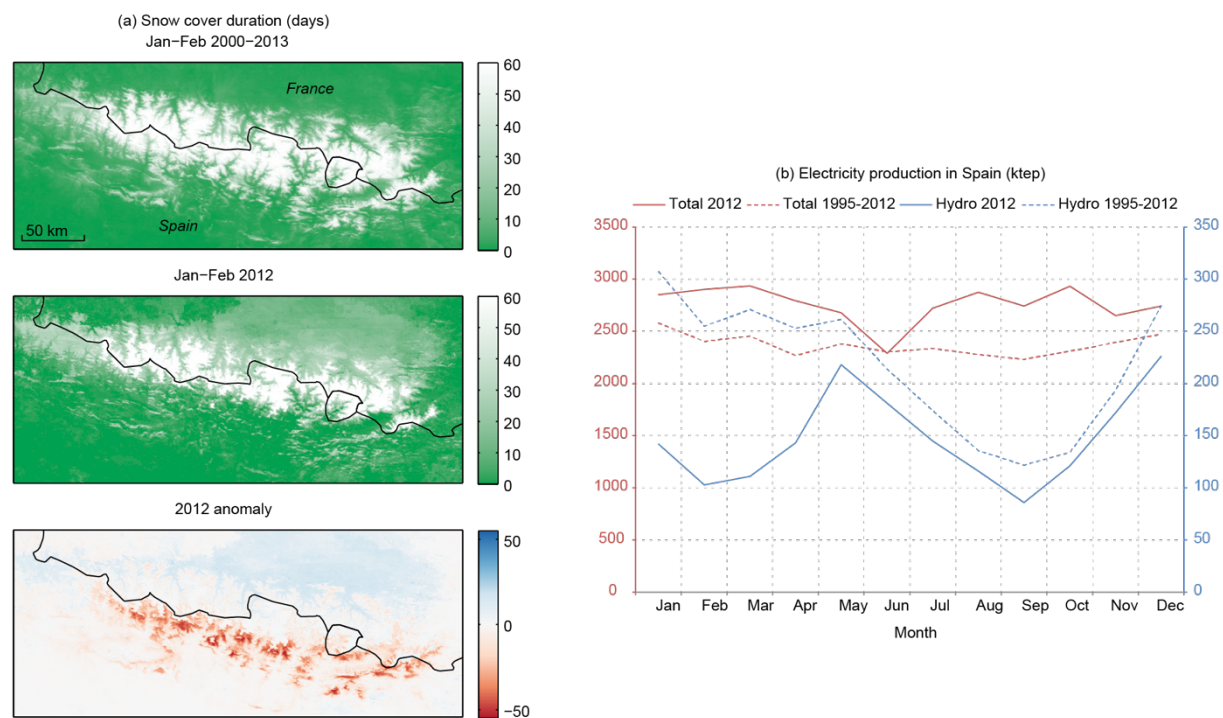 (a) Snow cover duration (days)
Jan−Feb 2000−2013
France
Spain
50 km
60
50
40
30
20
10
0
Jan−Feb 2012
60
50
40
30
20
10
0
2012 anomaly
50
0
−50
(b) Electricity production in Spain (ktep)
Total 2012 Total 1995-2012 Hydro 2012 Hydro 1995-2012
3500 350
3000 300
2500 250
2000 200
1500 150
1000 100
500 50
0 0
Jan Feb Mar Apr May Jun Jul Aug Sep Oct Nov Dec
Month